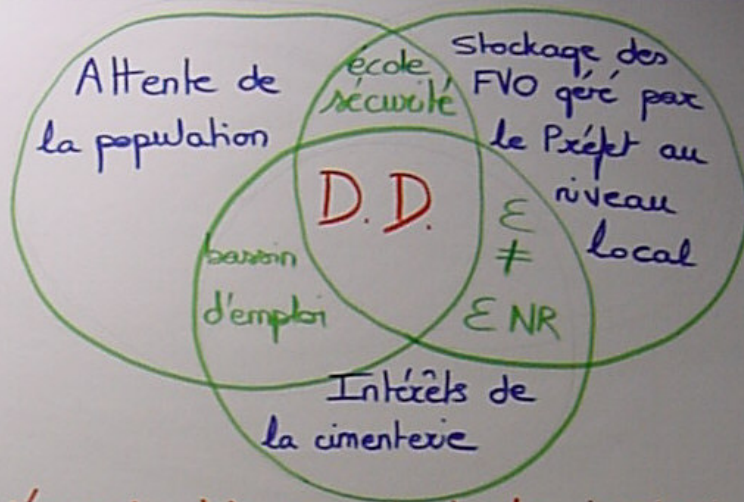 Attente de
la population
école
sécurité
Stockage des
FVO géré par
le Préfet au
niveau
local
D.D.
bassin
d'emploi
ε
≠
ε NR
Intérêts de
la cimenterie